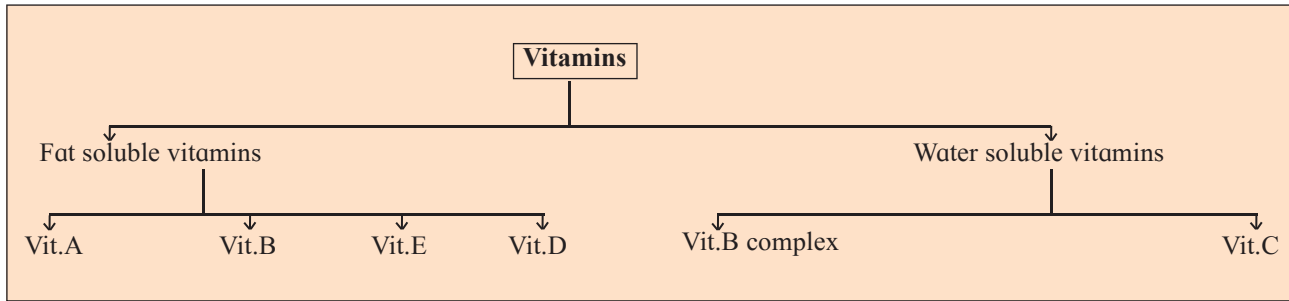 Vitamins
Fat soluble vitamins
Water soluble vitamins
Vit.A
Vit.B
Vit.E
Vit.D
Vit.B complex
Vit.C